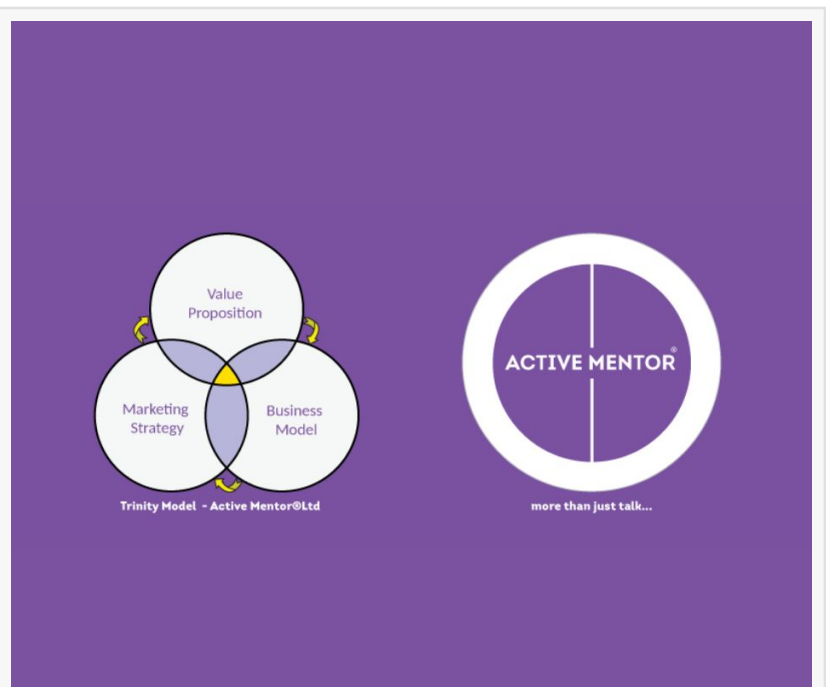 Value
Proposition
Marketing
Strategy
Business
Model
Trinity Model - Active Mentor®Ltd
ACTIVE MENTOR®
more than just talk...